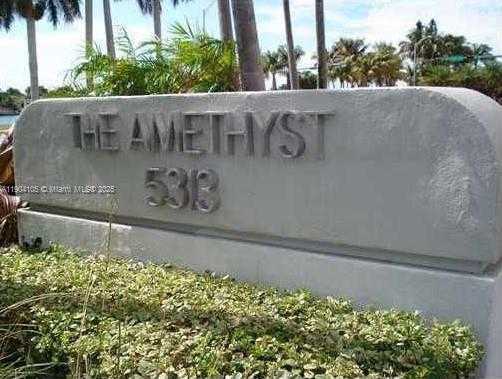 THE AMETHYST
5313
A11904105 © Miami MLS® 2025